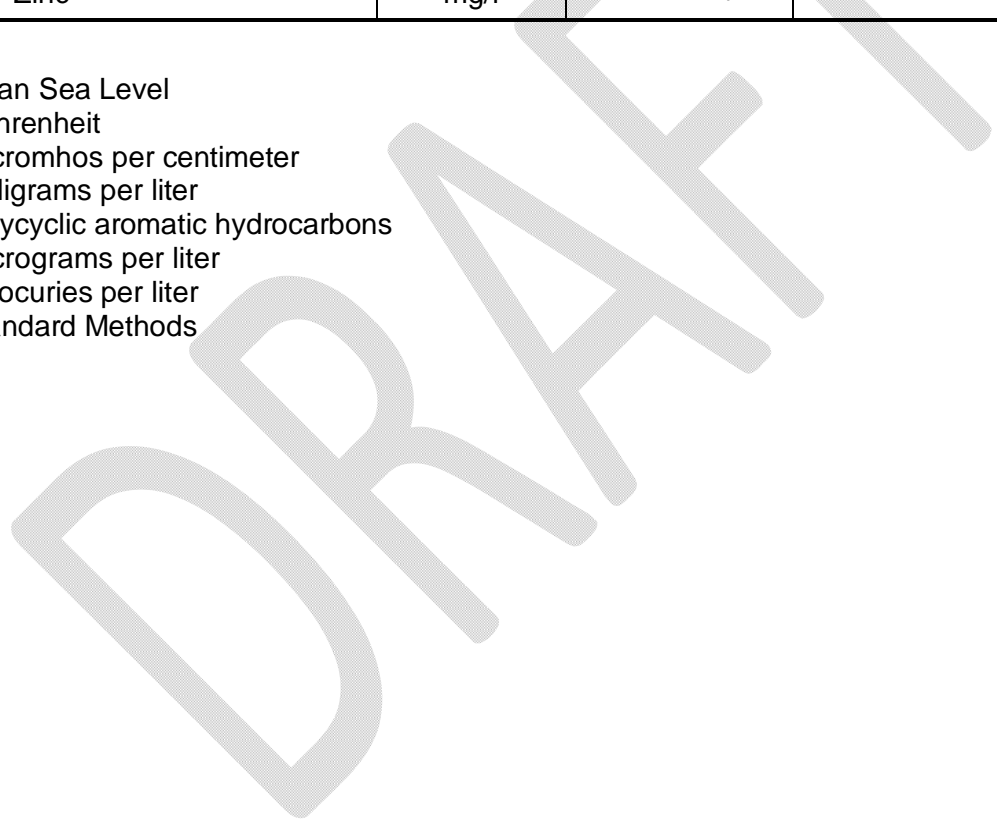 Zinc mg/l
an Sea Level
hrenheit
cromhos per centimeter
ligrams per liter
ycyclic aromatic hydrocarbons
crograms per liter
ocuries per liter
ndard Methods
DRAFT